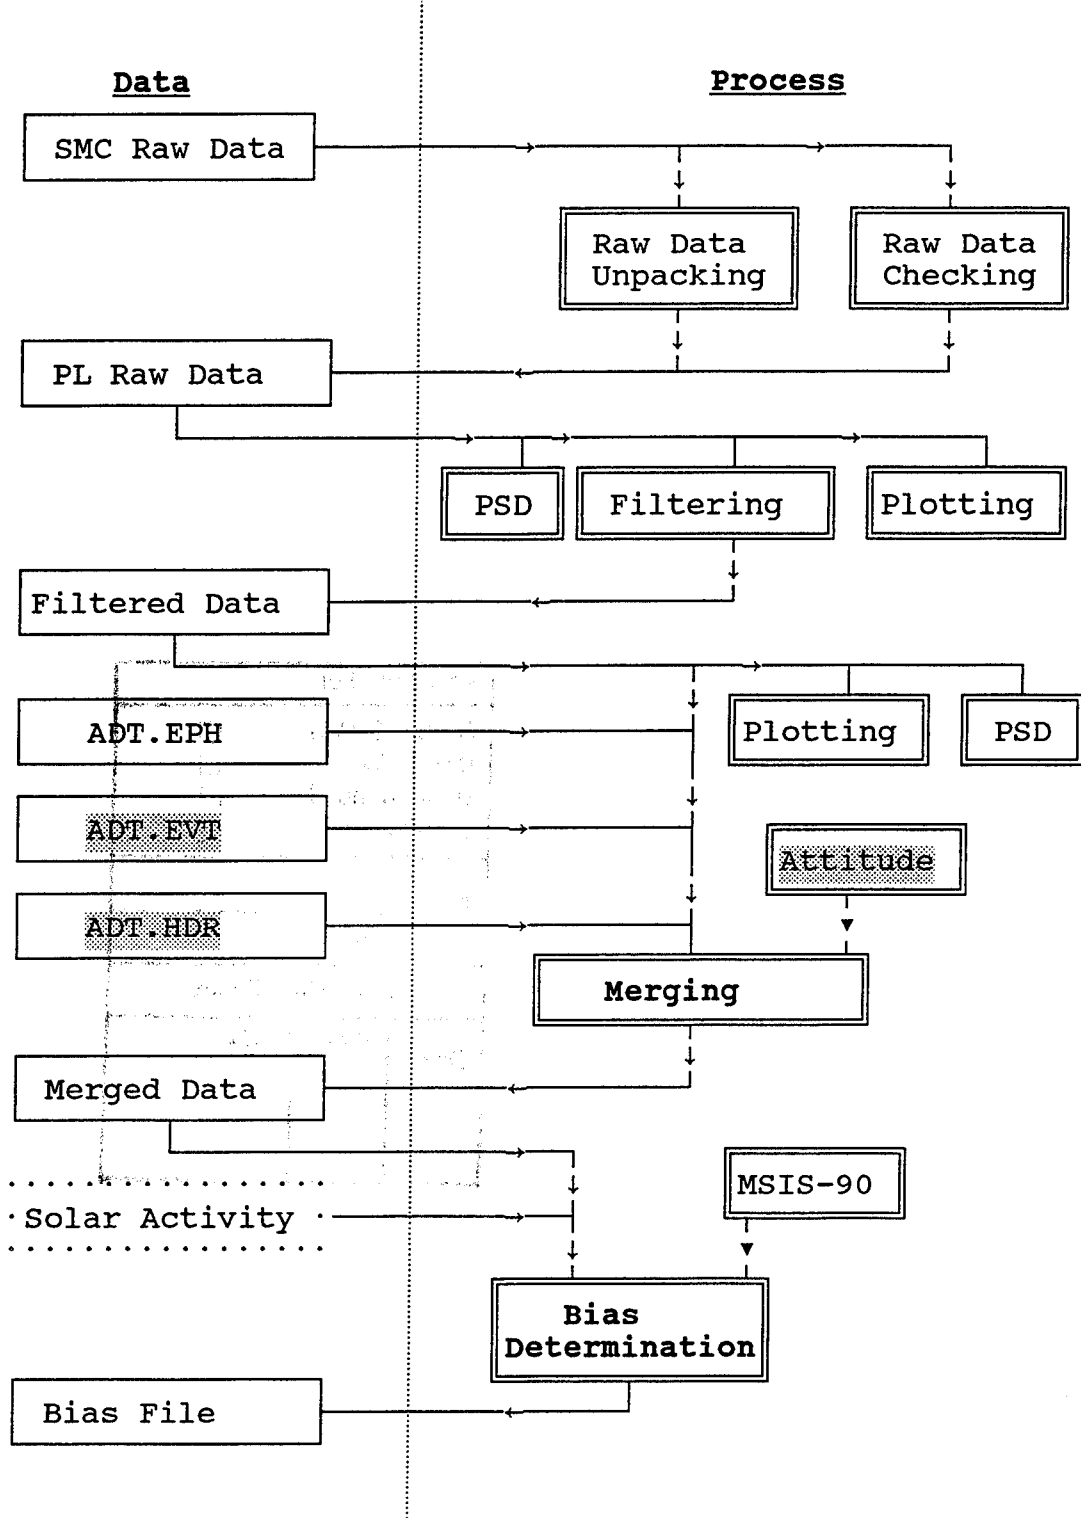 Data
Process
SMC Raw Data
Raw Data
Unpacking
Raw Data
Checking
PL Raw Data
PSD
Filtering
Plotting
Filtered Data
ADT.EPH
Plotting
PSD
ADT.EVT
Attitude
ADT.HDR
Merging
Merged Data
MSIS-90
Solar Activity
Bias
Determination
Bias File